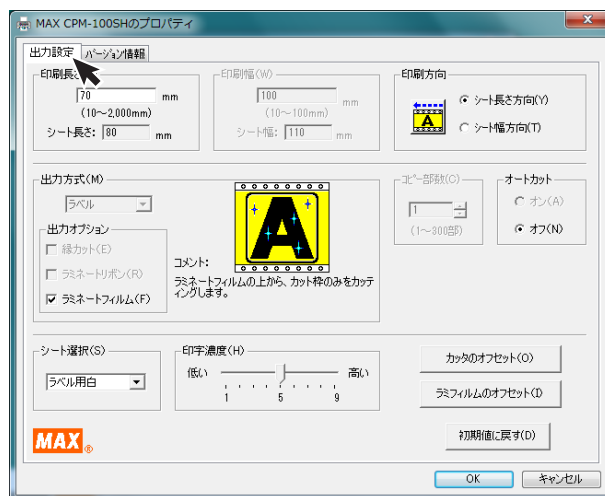 MAX CPM-100SHのプロパティ
出力設定 バージョン情報
印刷長さ
70 mm
(10~2,000mm)
シート長さ: 80 mm
印刷幅(W)
100 mm
(10~100mm)
シート幅: 110 mm
印刷方向
A
シート長さ方向(Y)
シート幅方向(T)
出力方式(M)
ラベル
出力オプション
縁カット(E)
ラミネートリボン(R)
ラミネートフィルム(F)
A
コメント:
ラミネートフィルムの上から、カット枠のみをカッテ
ィングします。
コピー部数(C)
1
(1~300部)
オートカット
オン(A)
オフ(N)
シート選択(S)
ラベル用白
印字濃度(H)
低い 高い
1 5 9
カッタのオフセット(O)
ラミフィルムのオフセット(I)
初期値に戻す(D)
MAX®
OK キャンセル